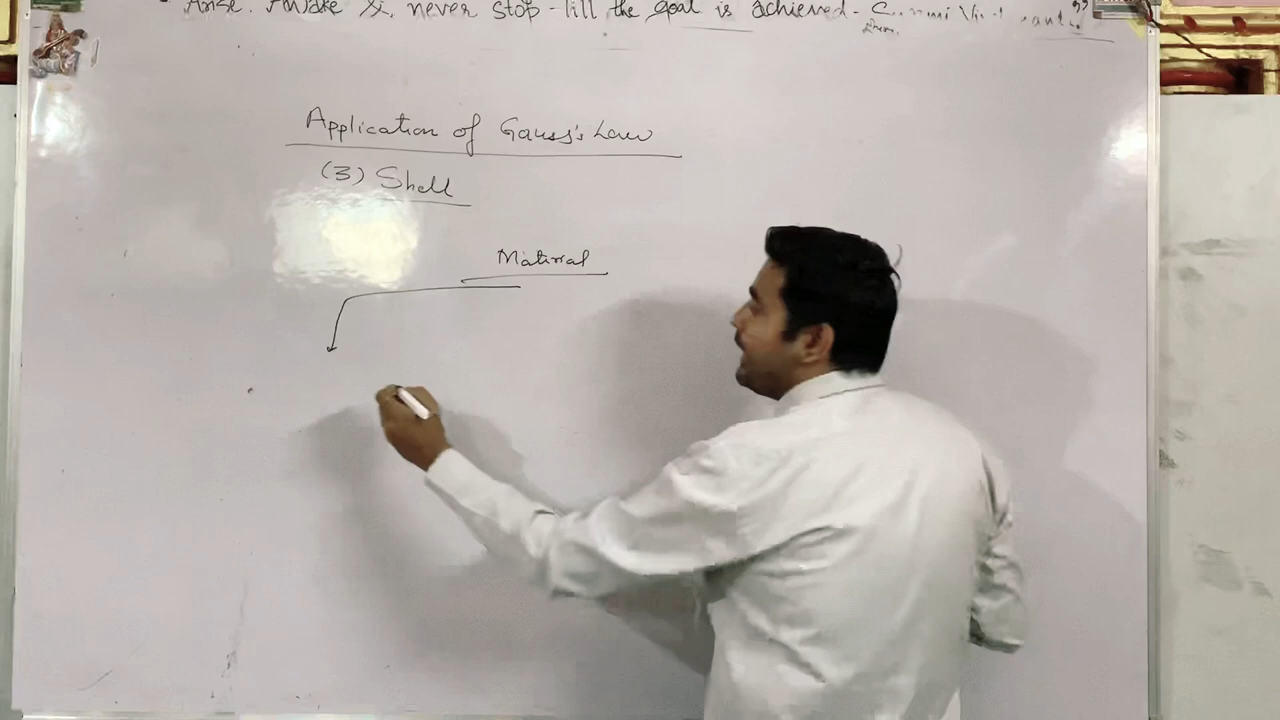 Arise. Awake &, never stop - till the goal is achieved -
Application of Gauss's Law
(3) Shell
Material